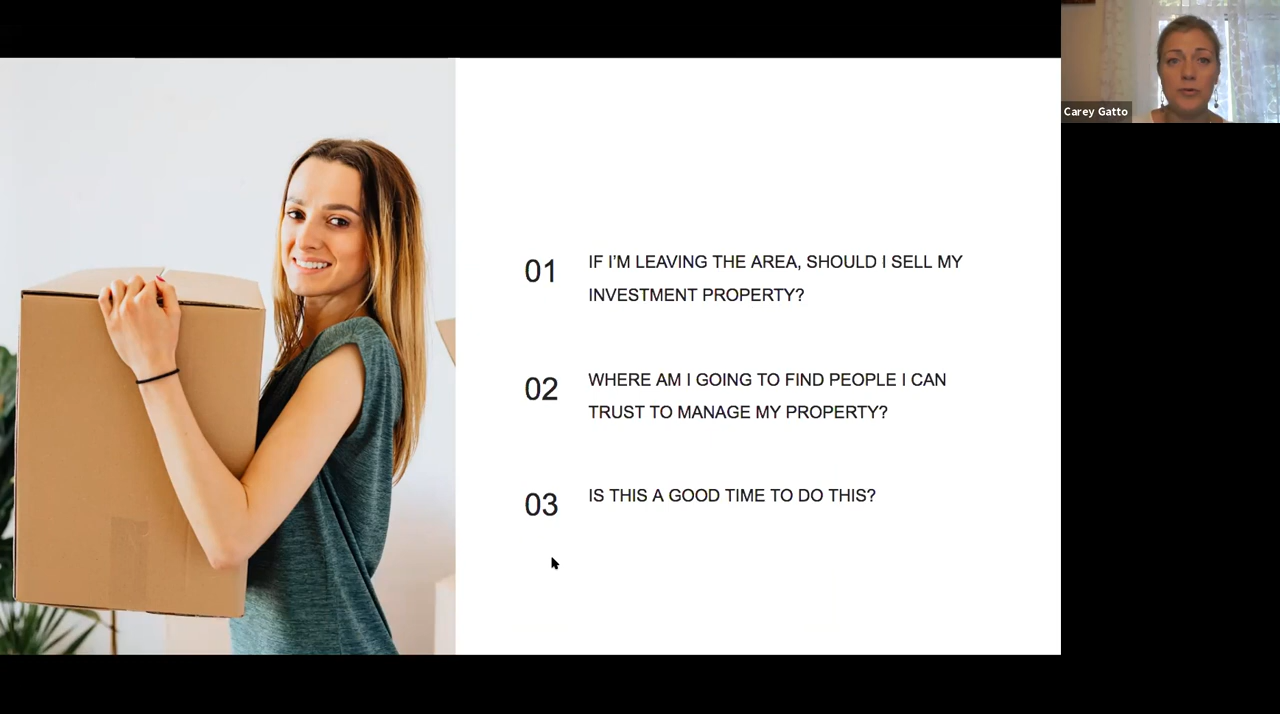 Carey Gatto
01
IF I'M LEAVING THE AREA, SHOULD I SELL MY
INVESTMENT PROPERTY?
02
WHERE AM I GOING TO FIND PEOPLE I CAN
TRUST TO MANAGE MY PROPERTY?
03
IS THIS A GOOD TIME TO DO THIS?